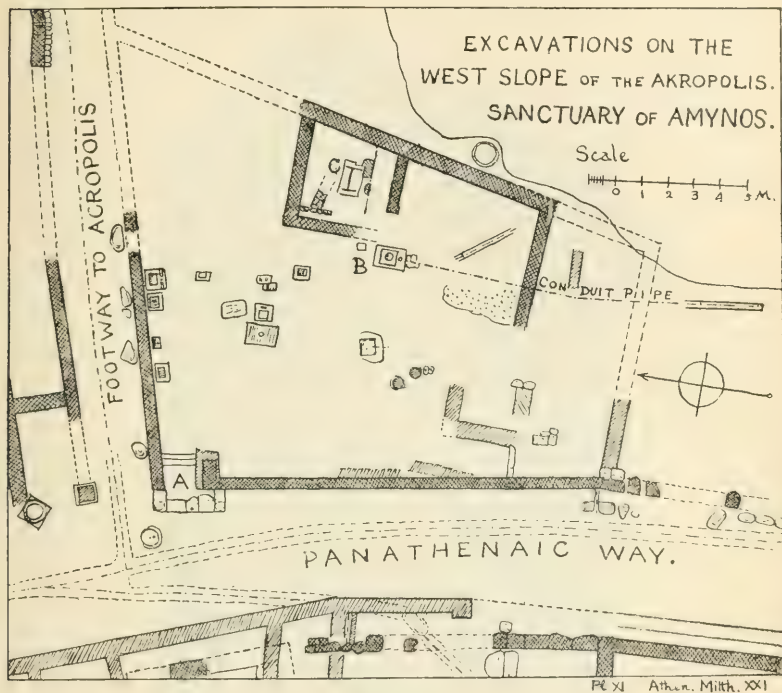 EXCAVATIONS ON THE
WEST SLOPE OF THE AKROPOLIS.
SANCTUARY OF AMYNOS.
Scale
0 1 2 3 4 5 M.
FOOTWAY TO ACROPOLIS
C
B
CONDUIT PIPE
A
PANATHENAIC WAY.
Pl XI Athen. Mitth. XXI